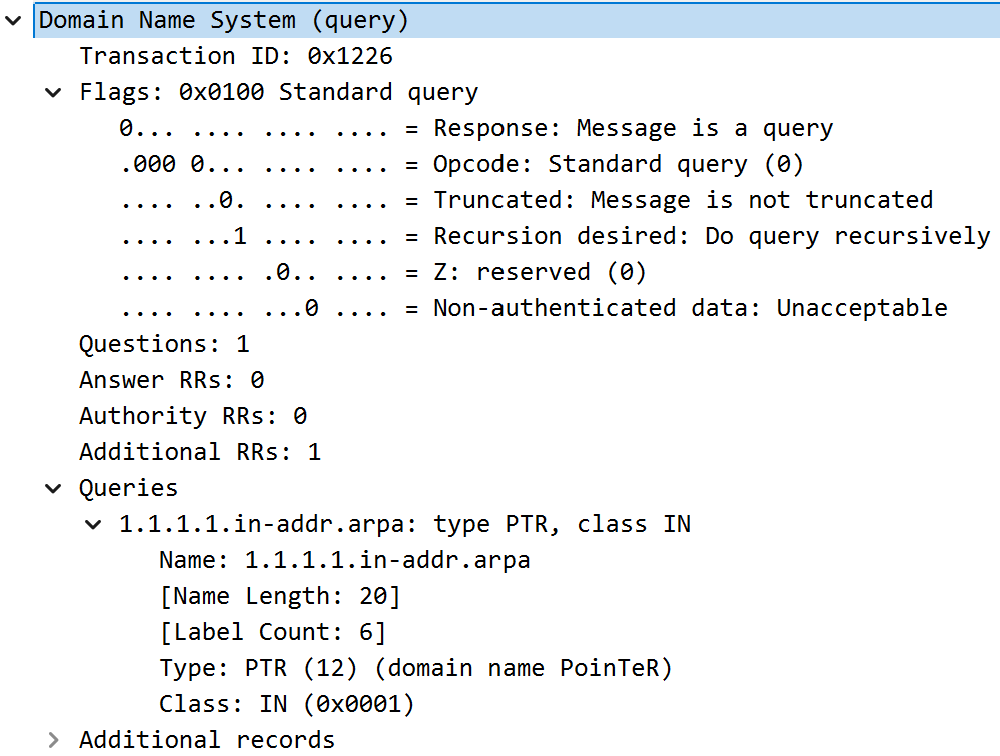 Domain Name System (query)
Transaction ID: 0x1226
Flags: 0x0100 Standard query
0... .... .... .... = Response: Message is a query
.000 0... .... .... = Opcode: Standard query (0)
.... ..0. .... .... = Truncated: Message is not truncated
.... ...1 .... .... = Recursion desired: Do query recursively
.... .... .0.. .... = Z: reserved (0)
.... .... ...0 .... = Non-authenticated data: Unacceptable
Questions: 1
Answer RRs: 0
Authority RRs: 0
Additional RRs: 1
Queries
1.1.1.1.in-addr.arpa: type PTR, class IN
Name: 1.1.1.1.in-addr.arpa
[Name Length: 20]
[Label Count: 6]
Type: PTR (12) (domain name PoinTeR)
Class: IN (0x0001)
Additional records